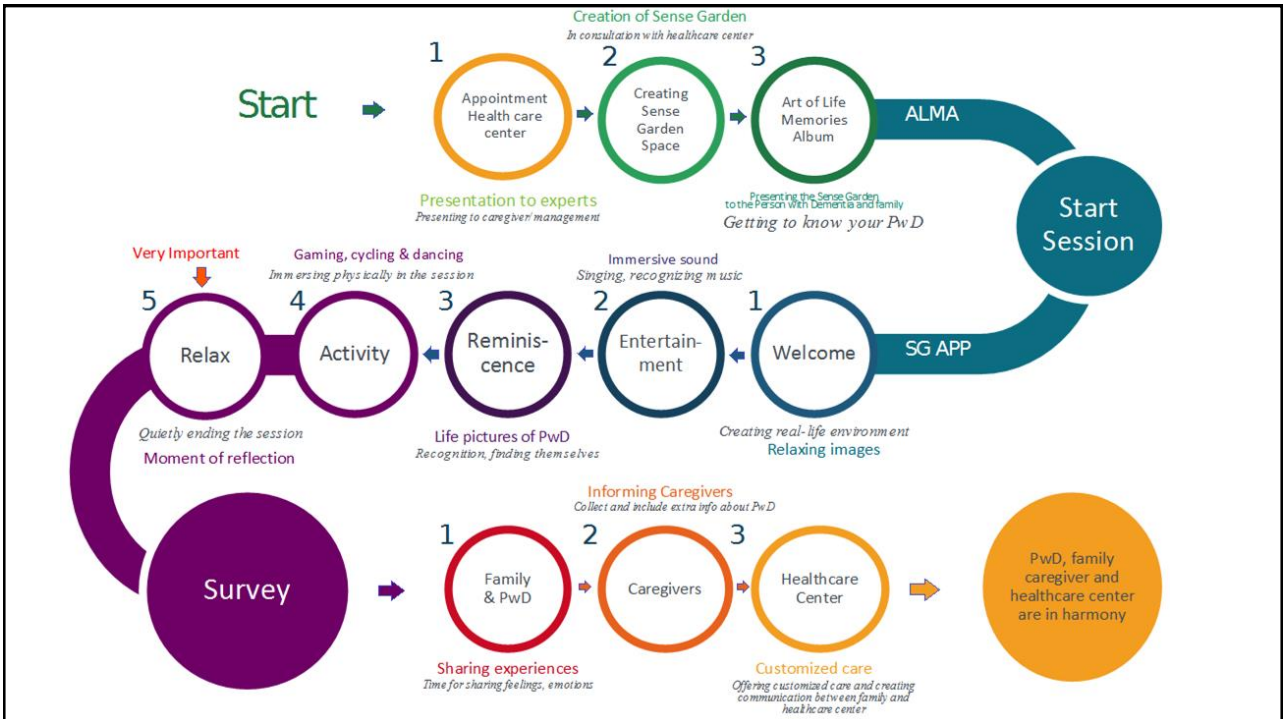 Creation of Sense Garden
In consultation with healthcare center
Start
1
Appointment
Health care
center
2
Creating
Sense
Garden
Space
3
Art of Life
Memories
Album
ALMA
Presentation to experts
Presenting to caregiver/management
Presenting the Sense Garden
to the Person with Dementia and family
Getting to know your PwD
Start
Session
SG APP
1
Welcome
Creating real-life environment
Relaxing images
Immersive sound
Singing, recognizing music
2
Entertain-
ment
3
Reminis-
cence
Life pictures of PwD
Recognition, finding themselves
Gaming, cycling & dancing
Immersing physically in the session
4
Activity
Very Important
5
Relax
Quietly ending the session
Moment of reflection
Survey
1
Family
& PwD
Sharing experiences
Time for sharing feelings, emotions
Informing Caregivers
Collect and include extra info about PwD
2
Caregivers
3
Healthcare
Center
Customized care
Offering customized care and creating
communication between family and
healthcare center
PwD, family
caregiver and
healthcare center
are in harmony